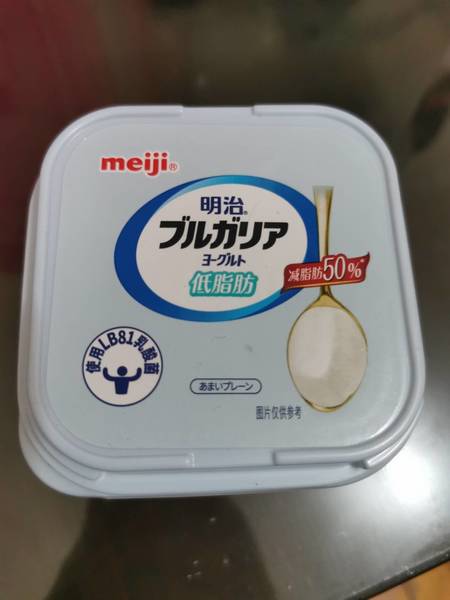 meiji®
明治®
ブルガリア
ヨーグルト
低脂肪
减脂肪50%*
使用LB81乳酸菌
あまいプレーン
图片仅供参考